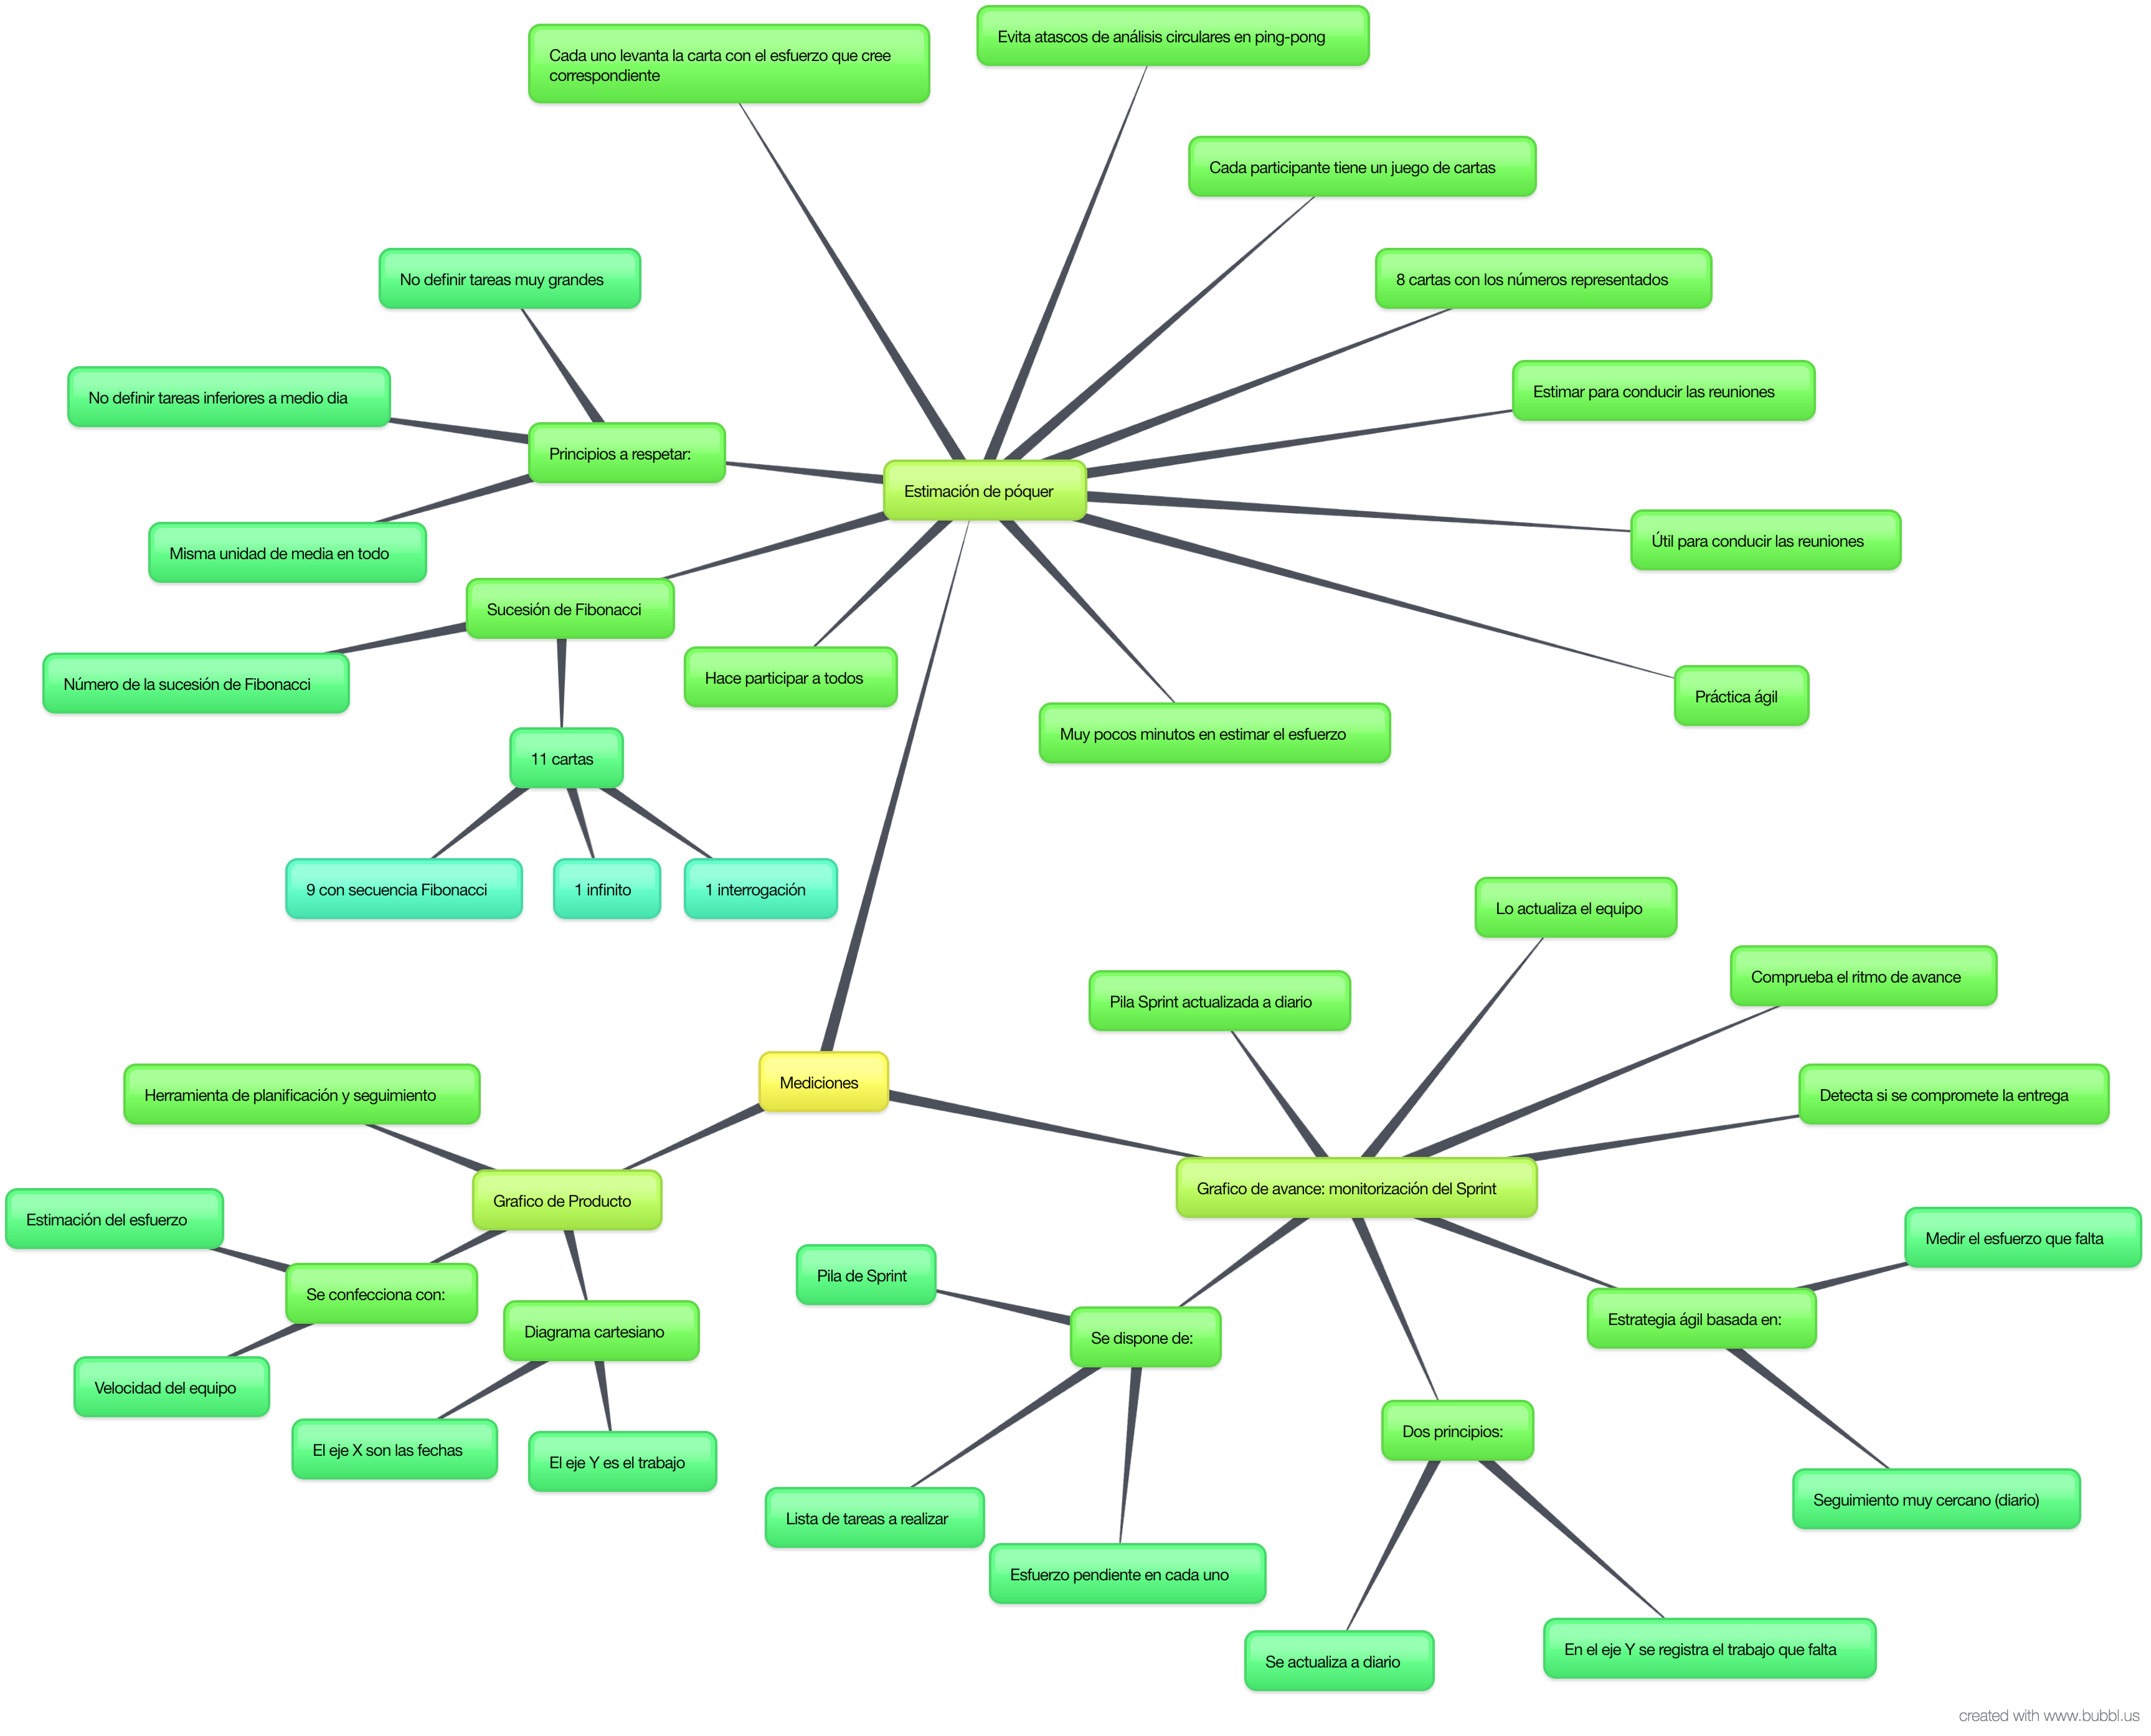 Cada uno levanta la carta con el esfuerzo que cree
correspondiente
Evita atascos de análisis circulares en ping-pong
Cada participante tiene un juego de cartas
8 cartas con los números representados
Estimar para conducir las reuniones
Útil para conducir las reuniones
Práctica ágil
Muy pocos minutos en estimar el esfuerzo
Hace participar a todos
Estimación de póquer
Principios a respetar:
No definir tareas muy grandes
No definir tareas inferiores a medio dia
Misma unidad de media en todo
Sucesión de Fibonacci
Número de la sucesión de Fibonacci
11 cartas
9 con secuencia Fibonacci
1 infinito
1 interrogación
Mediciones
Grafico de Producto
Herramienta de planificación y seguimiento
Se confecciona con:
Estimación del esfuerzo
Velocidad del equipo
Diagrama cartesiano
El eje X son las fechas
El eje Y es el trabajo
Grafico de avance: monitorización del Sprint
Pila Sprint actualizada a diario
Lo actualiza el equipo
Comprueba el ritmo de avance
Detecta si se compromete la entrega
Estrategia ágil basada en:
Medir el esfuerzo que falta
Seguimiento muy cercano (diario)
Se dispone de:
Pila de Sprint
Lista de tareas a realizar
Esfuerzo pendiente en cada uno
Dos principios:
Se actualiza a diario
En el eje Y se registra el trabajo que falta
created with www.bubbl.us